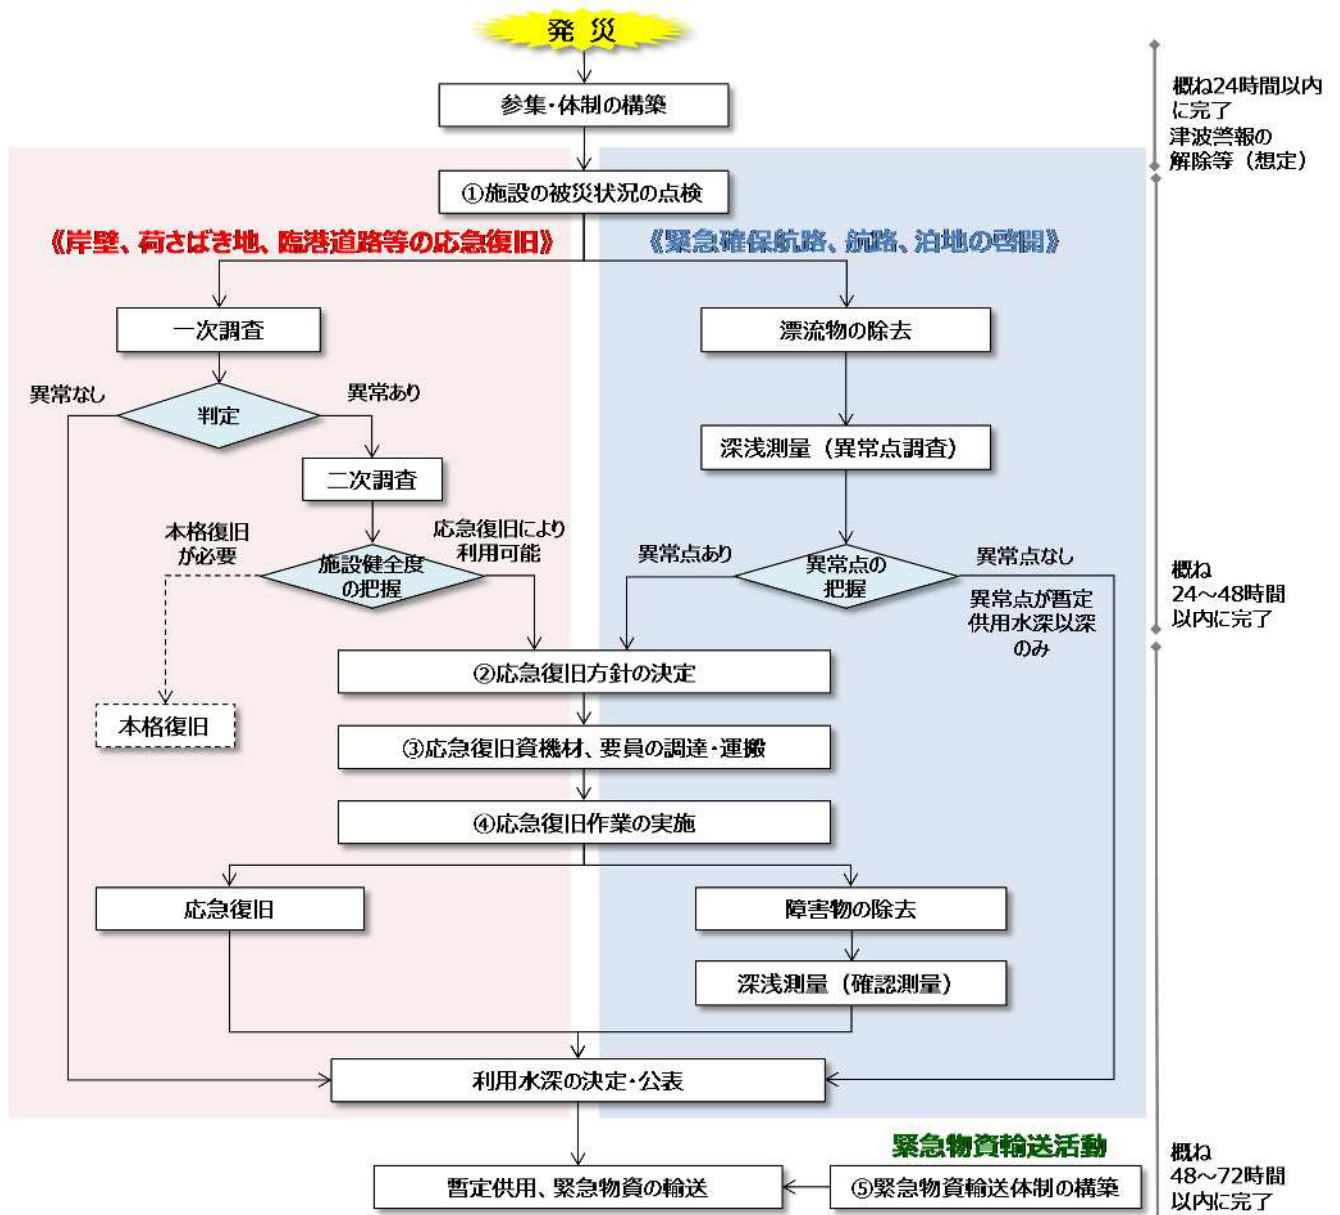 発 災
参集・体制の構築
概ね24時間以内
に完了
津波警報の
解除等（想定）
①施設の被災状況の点検
《岸壁、荷さばき地、臨港道路等の応急復旧》
《緊急確保航路、航路、泊地の啓開》
一次調査
漂流物の除去
異常なし
異常あり
判定
深浅測量（異常点調査）
二次調査
本格復旧
が必要
応急復旧により
利用可能
施設健全度
の把握
異常点あり
異常点の
把握
異常点なし
異常点が暫定
供用水深以深
のみ
概ね
24～48時間
以内に完了
②応急復旧方針の決定
本格復旧
③応急復旧資機材、要員の調達・運搬
④応急復旧作業の実施
応急復旧
障害物の除去
深浅測量（確認測量）
利用水深の決定・公表
緊急物資輸送活動
暫定供用、緊急物資の輸送
⑤緊急物資輸送体制の構築
概ね
48～72時間
以内に完了